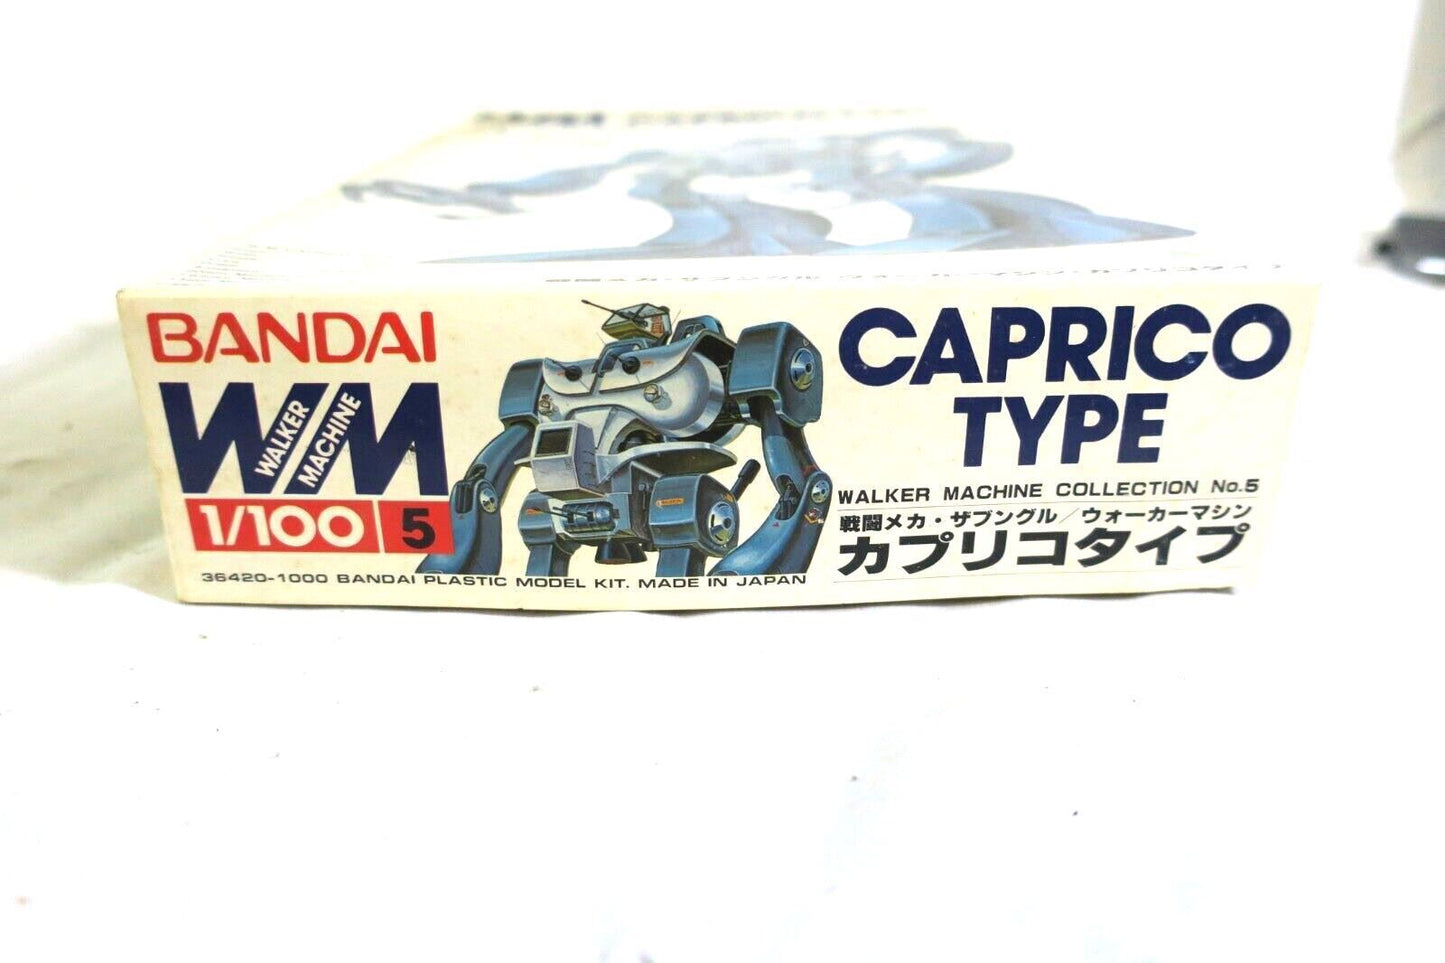 BANDAI
WM
WALKER
MACHINE
1/100 5
36420-1000 BANDAI PLASTIC MODEL KIT. MADE IN JAPAN
CAPRICO
TYPE
WALKER MACHINE COLLECTION No.5
戦闘メカ・ザブングル/ウォーカーマシン
カプリコタイプ